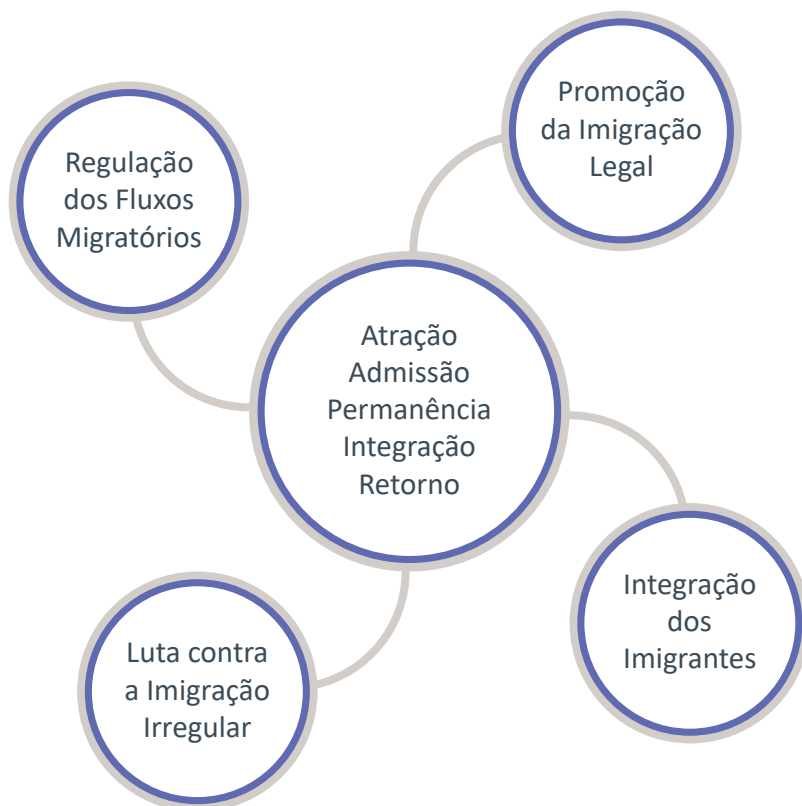 Promoção
da Imigração
Legal
Regulação
dos Fluxos
Migratórios
Atração
Admissão
Permanência
Integração
Retorno
Integração
dos
Imigrantes
Luta contra
a Imigração
Irregular